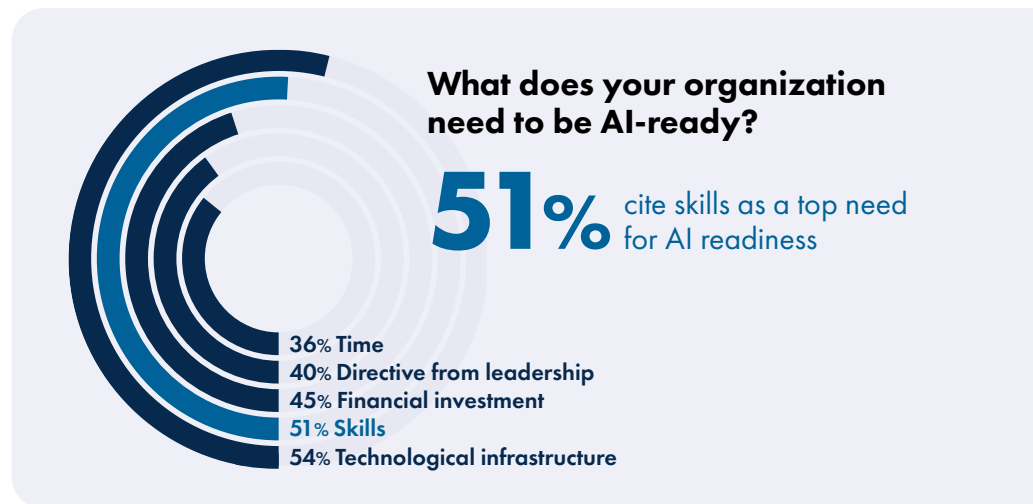 What does your organization
need to be AI-ready?
51% cite skills as a top need
for AI readiness
36% Time
40% Directive from leadership
45% Financial investment
51% Skills
54% Technological infrastructure